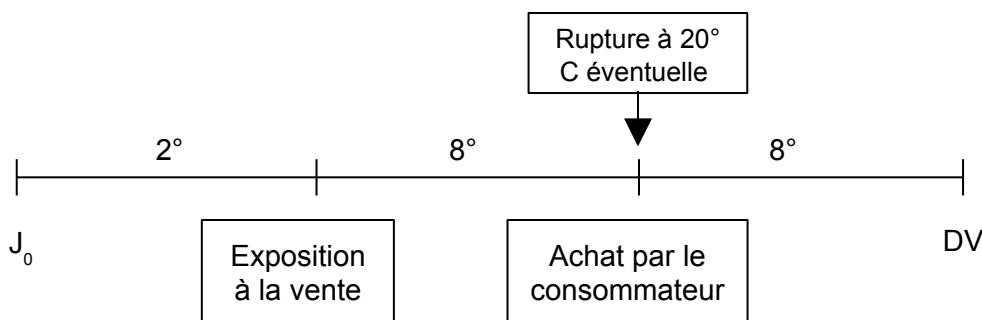 Rupture à 20°
C éventuelle
2°
8°
8°
J0
Exposition
à la vente
Achat par le
consommateur
DV